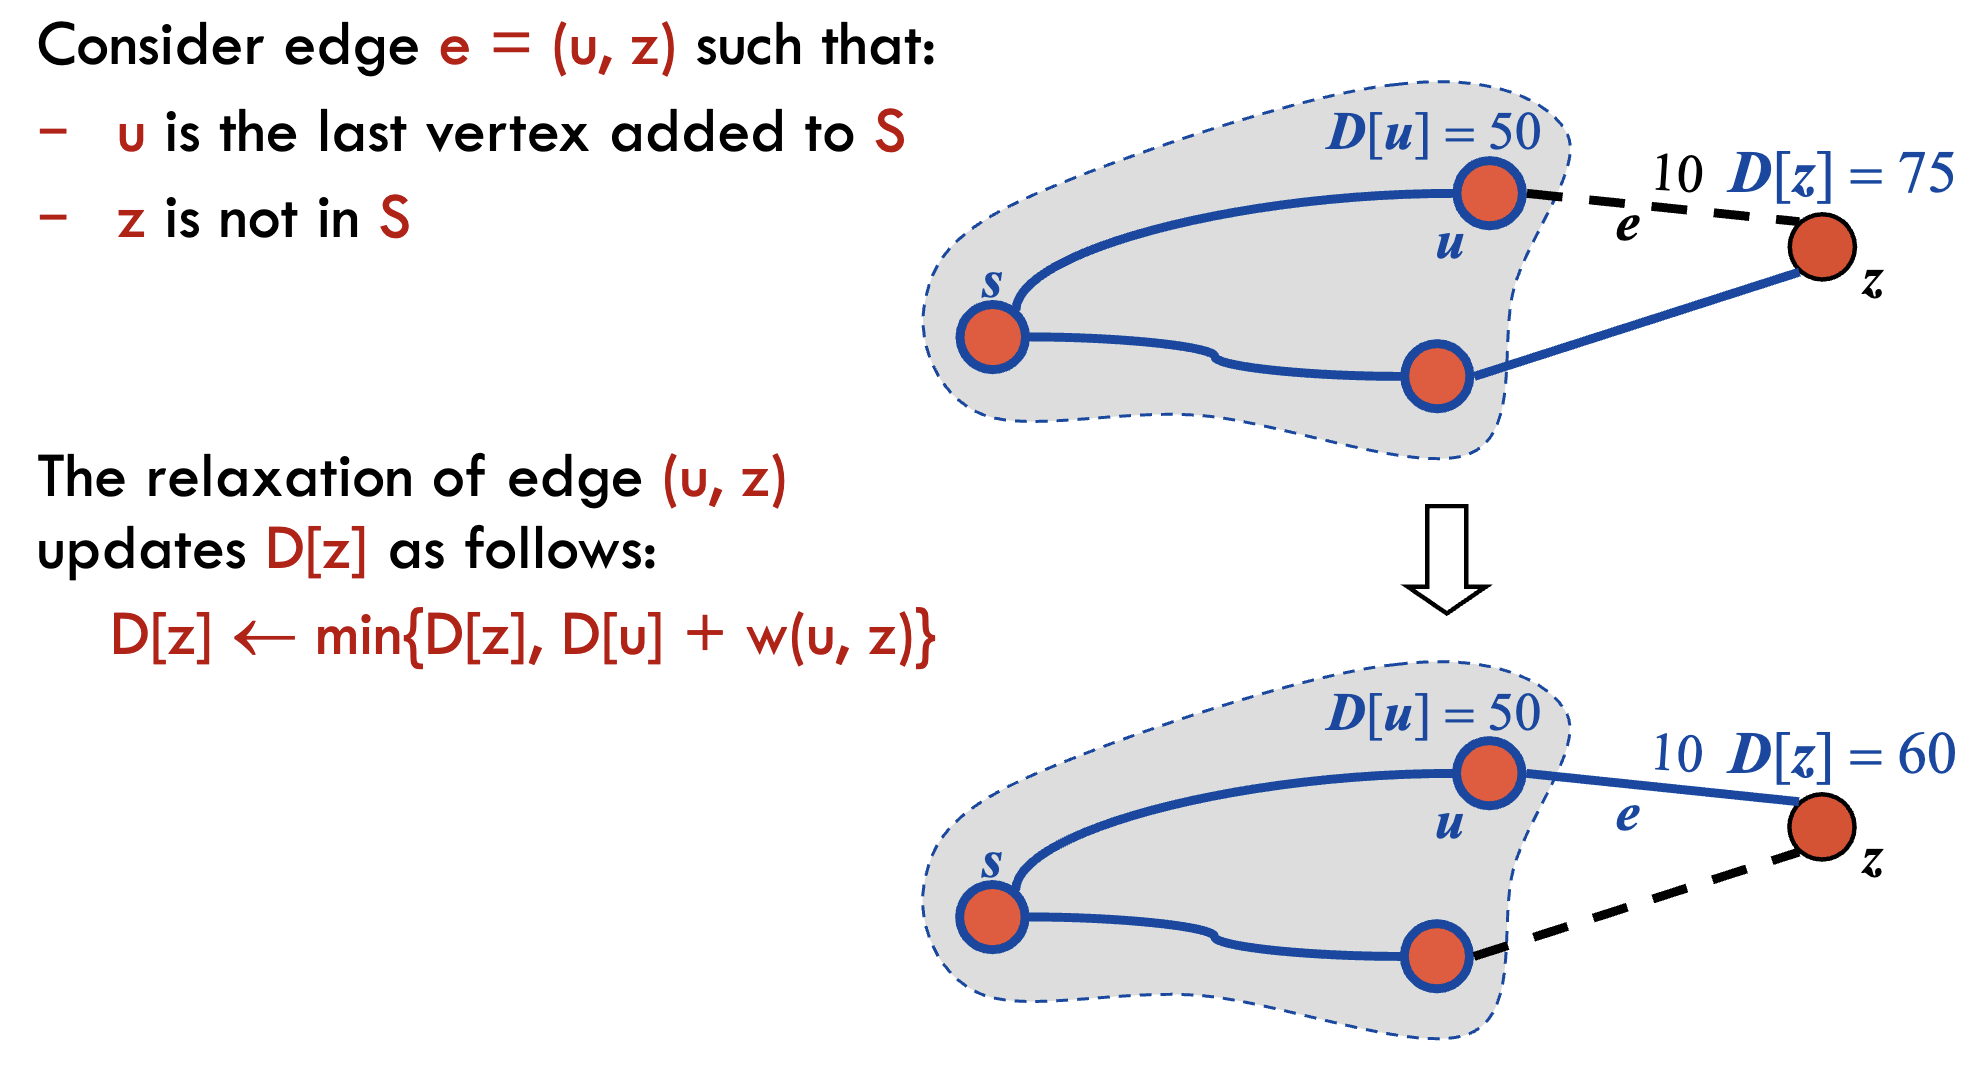 Consider edge e = (u, z) such that:
– u is the last vertex added to S
– z is not in S
The relaxation of edge (u, z)
updates D[z] as follows:
D[z] ← min{D[z], D[u] + w(u, z)}
D[u] = 50
10 D[z] = 75
e
u
s
z
D[u] = 50
10 D[z] = 60
e
u
s
z